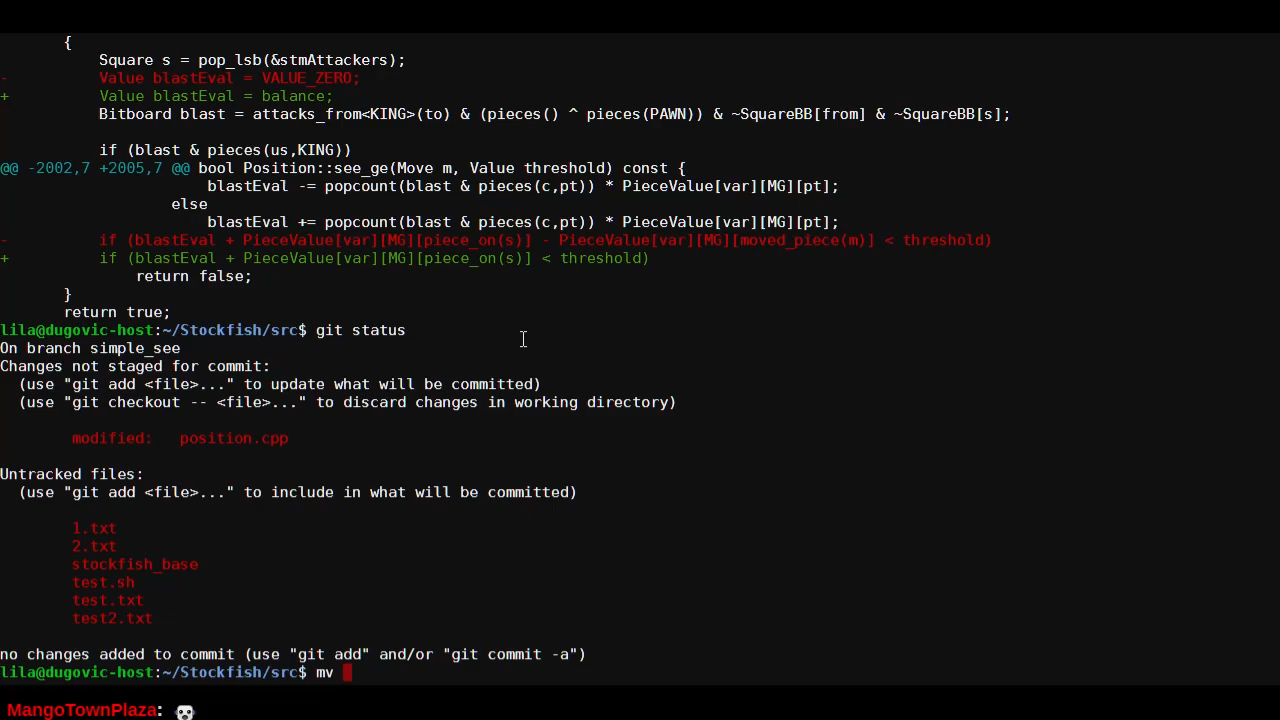 {
Square s = pop_lsb(&stmAttackers);
- Value blastEval = VALUE_ZERO;
+ Value blastEval = balance;
Bitboard blast = attacks_from<KING>(to) & (pieces() ^ pieces(PAWN)) & ~SquareBB[from] & ~SquareBB[s];
if (blast & pieces(us,KING))
@@ -2002,7 +2005,7 @@ bool Position::see_ge(Move m, Value threshold) const {
blastEval -= popcount(blast & pieces(c,pt)) * PieceValue[var][MG][pt];
else
blastEval += popcount(blast & pieces(c,pt)) * PieceValue[var][MG][pt];
- if (blastEval + PieceValue[var][MG][piece_on(s)] - PieceValue[var][MG][moved_piece(m)] < threshold)
+ if (blastEval + PieceValue[var][MG][piece_on(s)] < threshold)
return false;
}
return true;
lila@dugovic-host:~/Stockfish/src$ git status
On branch simple_see
Changes not staged for commit:
(use "git add <file>..." to update what will be committed)
(use "git checkout -- <file>..." to discard changes in working directory)
modified: position.cpp
Untracked files:
(use "git add <file>..." to include in what will be committed)
1.txt
2.txt
stockfish_base
test.sh
test.txt
test2.txt
no changes added to commit (use "git add" and/or "git commit -a")
lila@dugovic-host:~/Stockfish/src$ mv
MangoTownPlaza: